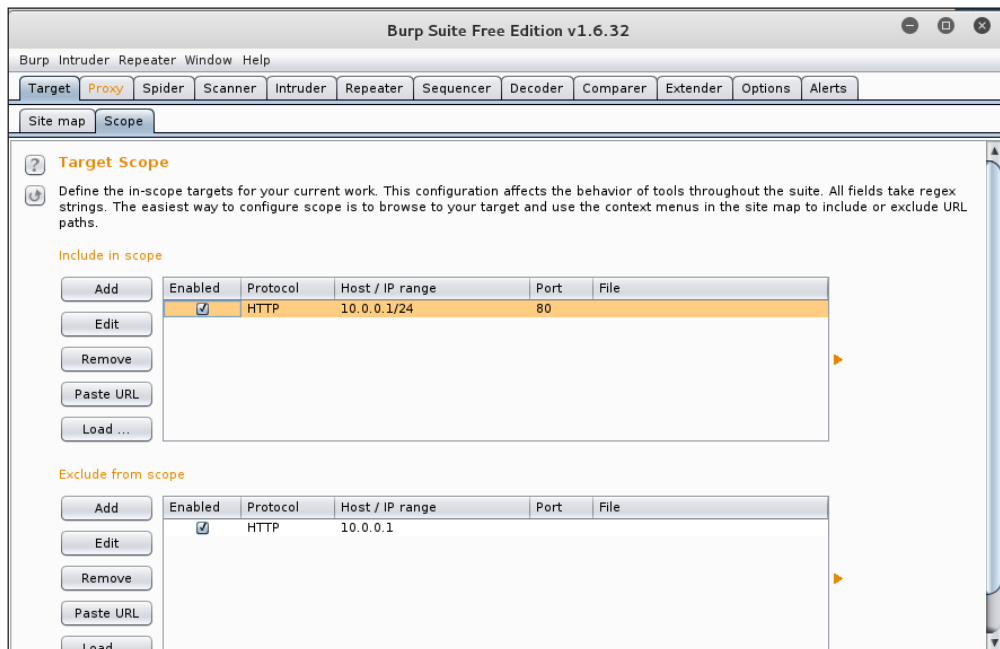 Burp Suite Free Edition v1.6.32
Burp Intruder Repeater Window Help
Target Proxy Spider Scanner Intruder Repeater Sequencer Decoder Comparer Extender Options Alerts
Site map Scope
? Target Scope
Define the in-scope targets for your current work. This configuration affects the behavior of tools throughout the suite. All fields take regex
strings. The easiest way to configure scope is to browse to your target and use the context menus in the site map to include or exclude URL
paths.
Include in scope
Add Enabled Protocol Host / IP range Port File
HTTP 10.0.0.1/24 80
Edit
Remove
Paste URL
Load ...
Exclude from scope
Add Enabled Protocol Host / IP range Port File
HTTP 10.0.0.1
Edit
Remove
Paste URL
Load ...